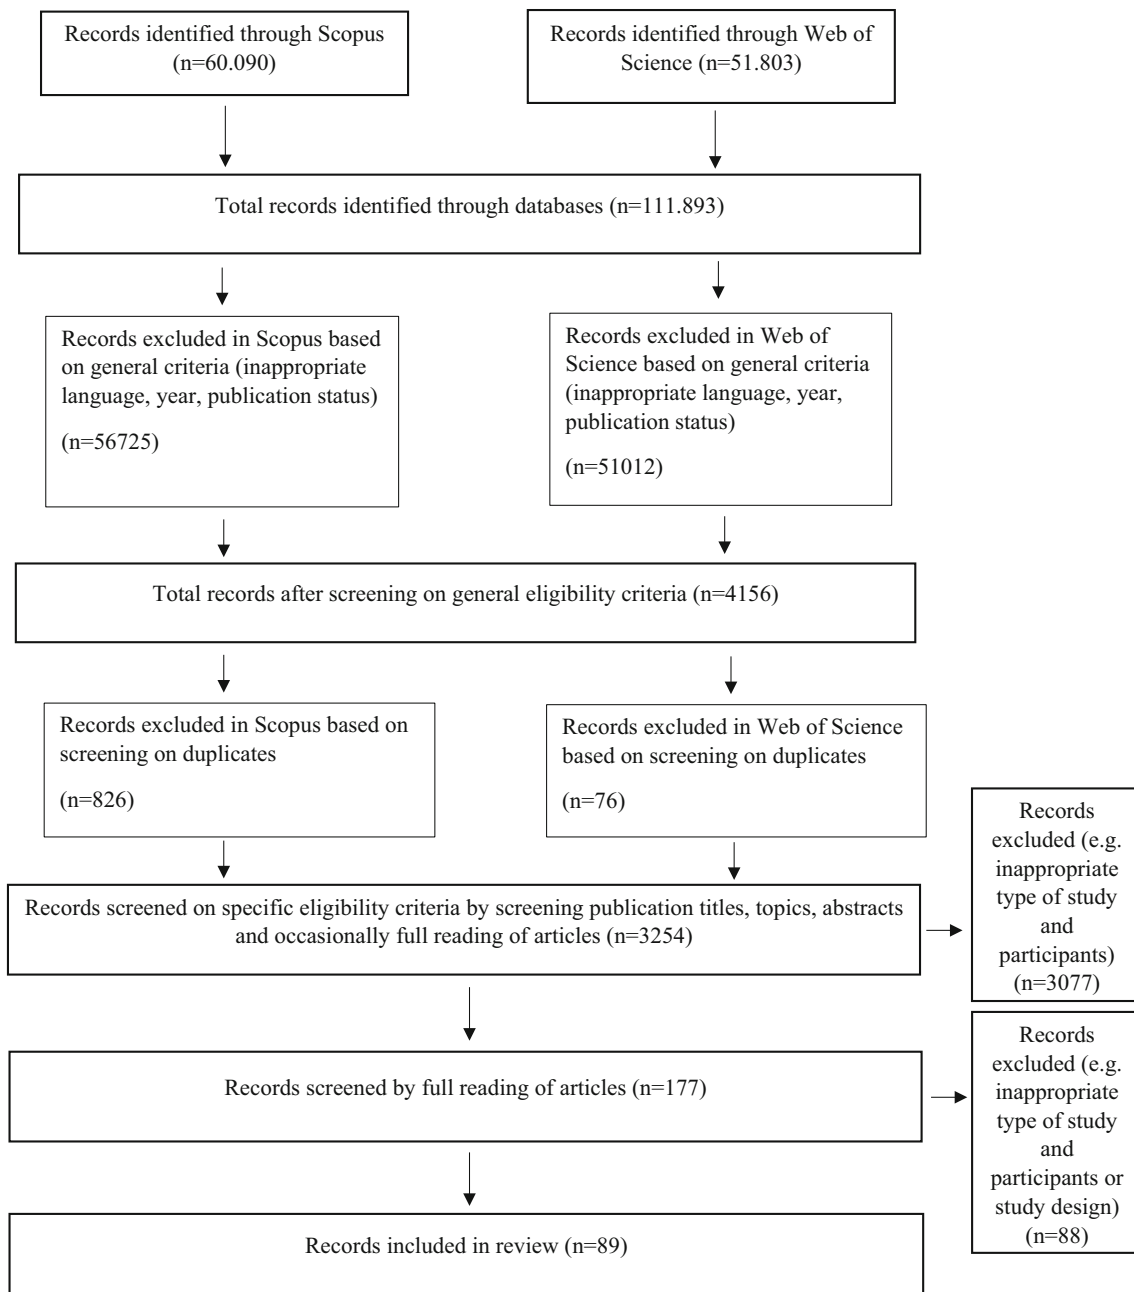 Records identified through Scopus
(n=60.090)
Records identified through Web of
Science (n=51.803)
Total records identified through databases (n=111.893)
Records excluded in Scopus based
on general criteria (inappropriate
language, year, publication status)
(n=56725)
Records excluded in Web of
Science based on general criteria
(inappropriate language, year,
publication status)
(n=51012)
Total records after screening on general eligibility criteria (n=4156)
Records excluded in Scopus based on
screening on duplicates
(n=826)
Records excluded in Web of Science
based on screening on duplicates
(n=76)
Records screened on specific eligibility criteria by screening publication titles, topics, abstracts
and occasionally full reading of articles (n=3254)
Records
excluded (e.g.
inappropriate
type of study
and
participants)
(n=3077)
Records screened by full reading of articles (n=177)
Records
excluded (e.g.
inappropriate
type of study
and
participants or
study design)
(n=88)
Records included in review (n=89)